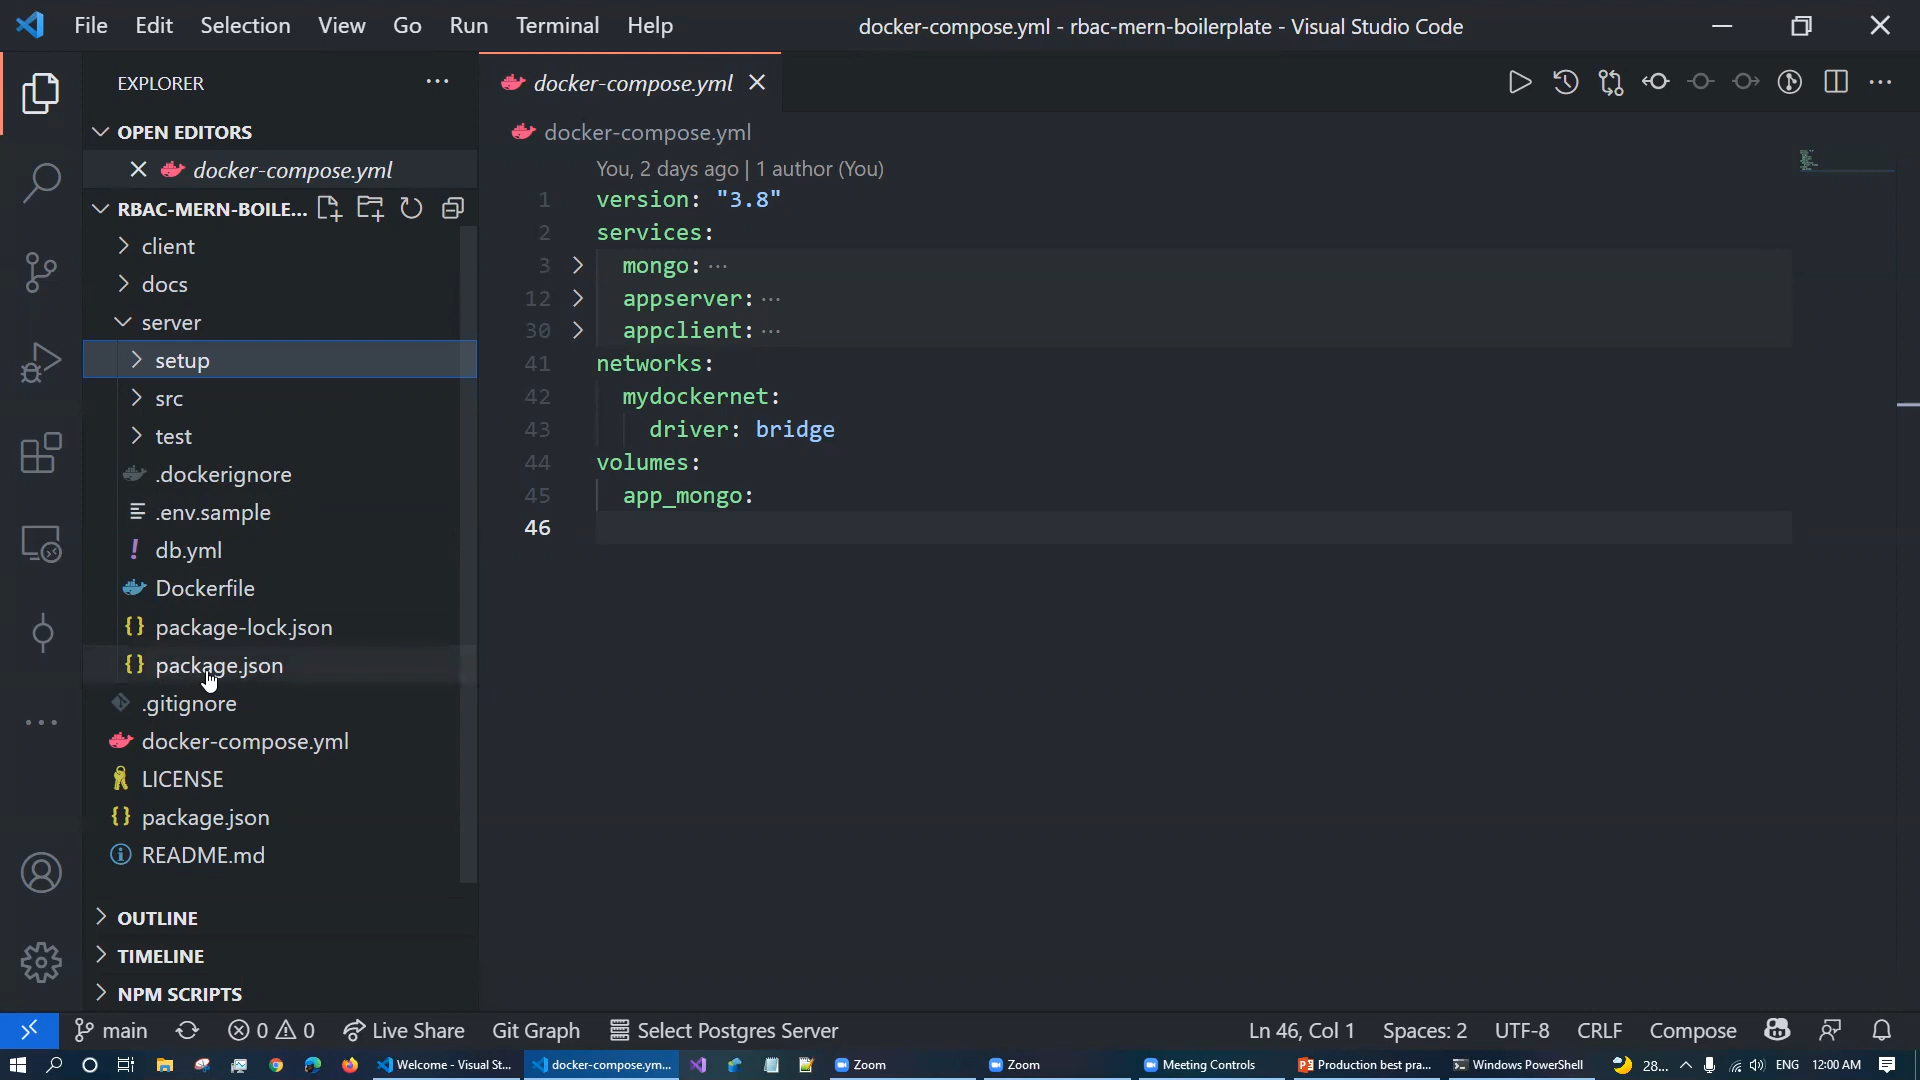 File Edit Selection View Go Run Terminal Help docker-compose.yml - rbac-mern-boilerplate - Visual Studio Code
EXPLORER ···
docker-compose.yml
OPEN EDITORS
docker-compose.yml
RBAC-MERN-BOILE...
client
docs
server
setup
src
test
.dockerignore
.env.sample
db.yml
Dockerfile
package-lock.json
package.json
.gitignore
docker-compose.yml
LICENSE
package.json
README.md
OUTLINE
TIMELINE
NPM SCRIPTS
docker-compose.yml
You, 2 days ago | 1 author (You)
1 version: "3.8"
2 services:
3 mongo: ···
12 appserver: ···
30 appclient: ···
41 networks:
42 mydockernet:
43 driver: bridge
44 volumes:
45 app_mongo:
46
main 0 0 Live Share Git Graph Select Postgres Server Ln 46, Col 1 Spaces: 2 UTF-8 CRLF Compose
Welcome - Visual St... docker-compose.ym... Zoom Zoom Meeting Controls Production best pra... Windows PowerShell 28... ENG 12:00 AM